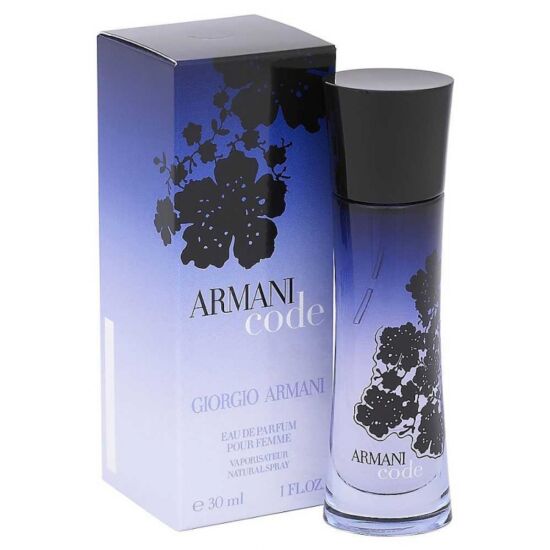 ARMANI
code
GIORGIO ARMANI
EAU DE PARFUM
POUR FEMME
VAPORISATEUR
NATURAL SPRAY
e 30 ml 1 FL.OZ.
ARMANI
code